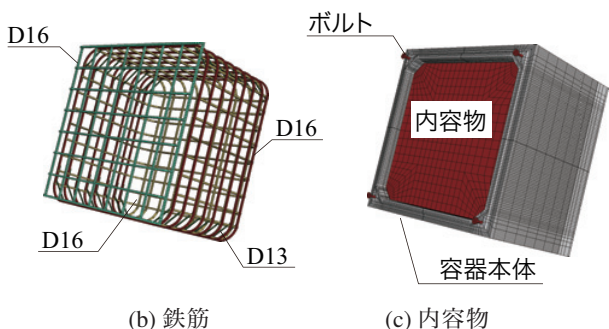 D16
D16
D16
D13
(b) 鉄筋
ボルト
内容物
容器本体
(c) 内容物